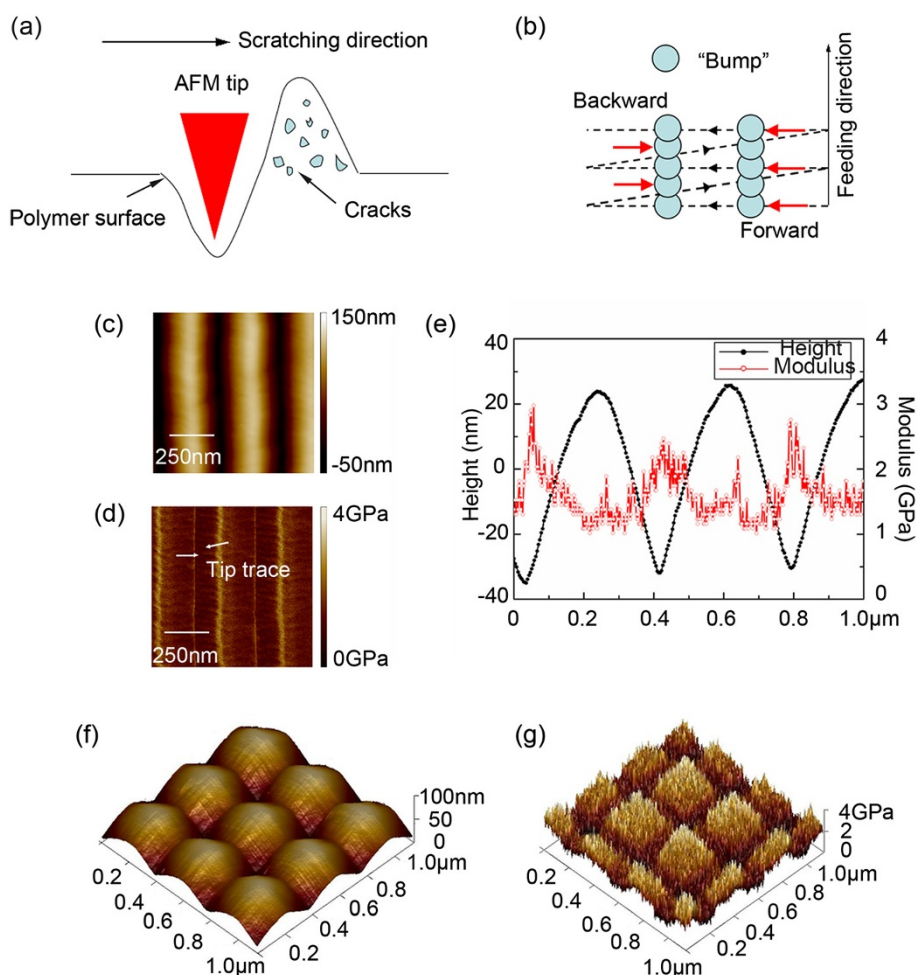 (a)
Scratching direction
AFM tip
Polymer surface
Cracks
(b)
“Bump”
Backward
Feeding direction
Forward
(c)
150nm
250nm
-50nm
(d)
4GPa
Tip trace
250nm
0GPa
(e)
Height
Modulus
40
20
0
-20
-40
Height (nm)
4
3
2
1
0
Modulus (GPa)
0 0.2 0.4 0.6 0.8 1.0μm
(f)
100nm
50
0
1.0μm
0.8
0.6
0.4
0.2
0.2
0.4
0.6
0.8
1.0μm
(g)
4GPa
2
0
1.0μm
0.8
0.6
0.4
0.2
0.2
0.4
0.6
0.8
1.0μm